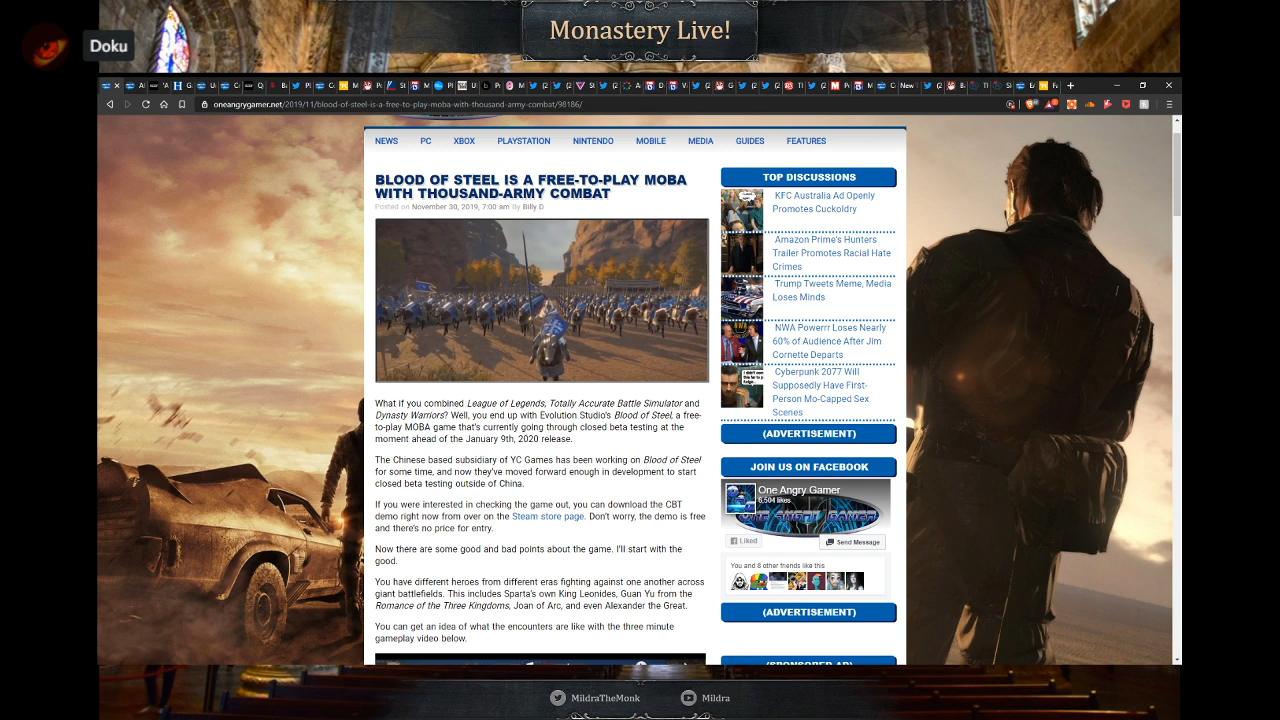 Monastery Live!
Doku
oneangrygamer.net/2019/11/blood-of-steel-is-a-free-to-play-moba-with-thousand-army-combat/98186/
NEWS PC XBOX PLAYSTATION NINTENDO MOBILE MEDIA GUIDES FEATURES
BLOOD OF STEEL IS A FREE-TO-PLAY MOBA
WITH THOUSAND-ARMY COMBAT
Posted on November 30, 2019, 7:00 am By Billy D
What if you combined League of Legends, Totally Accurate Battle Simulator and
Dynasty Warriors? Well, you end up with Evolution Studio's Blood of Steel, a free-
to-play MOBA game that's currently going through closed beta testing at the
moment ahead of the January 9th, 2020 release.
The Chinese based subsidiary of YC Games has been working on Blood of Steel
for some time, and now they've moved forward enough in development to start
closed beta testing outside of China.
If you were interested in checking the game out, you can download the CBT
demo right now from over on the Steam store page. Don't worry, the demo is free
and there's no price for entry.
Now there are some good and bad points about the game. I'll start with the
good.
You have different heroes from different eras fighting against one another across
giant battlefields. This includes Sparta's own King Leonides, Guan Yu from the
Romance of the Three Kingdoms, Joan of Arc, and even Alexander the Great.
You can get an idea of what the encounters are like with the three minute
gameplay video below.
TOP DISCUSSIONS
KFC Australia Ad Openly
Promotes Cuckoldry
Amazon Prime's Hunters
Trailer Promotes Racial Hate
Crimes
Trump Tweets Meme, Media
Loses Minds
NWA Powerrr Loses Nearly
60% of Audience After Jim
Cornette Departs
Cyberpunk 2077 Will
Supposedly Have First-
Person Mo-Capped Sex
Scenes
(ADVERTISEMENT)
JOIN US ON FACEBOOK
One Angry Gamer
6,504 likes
ONE ANGRY GAMER
Liked
Send Message
You and 8 other friends like this
(ADVERTISEMENT)
(SPONSORED AD)
MildraTheMonk
Mildra